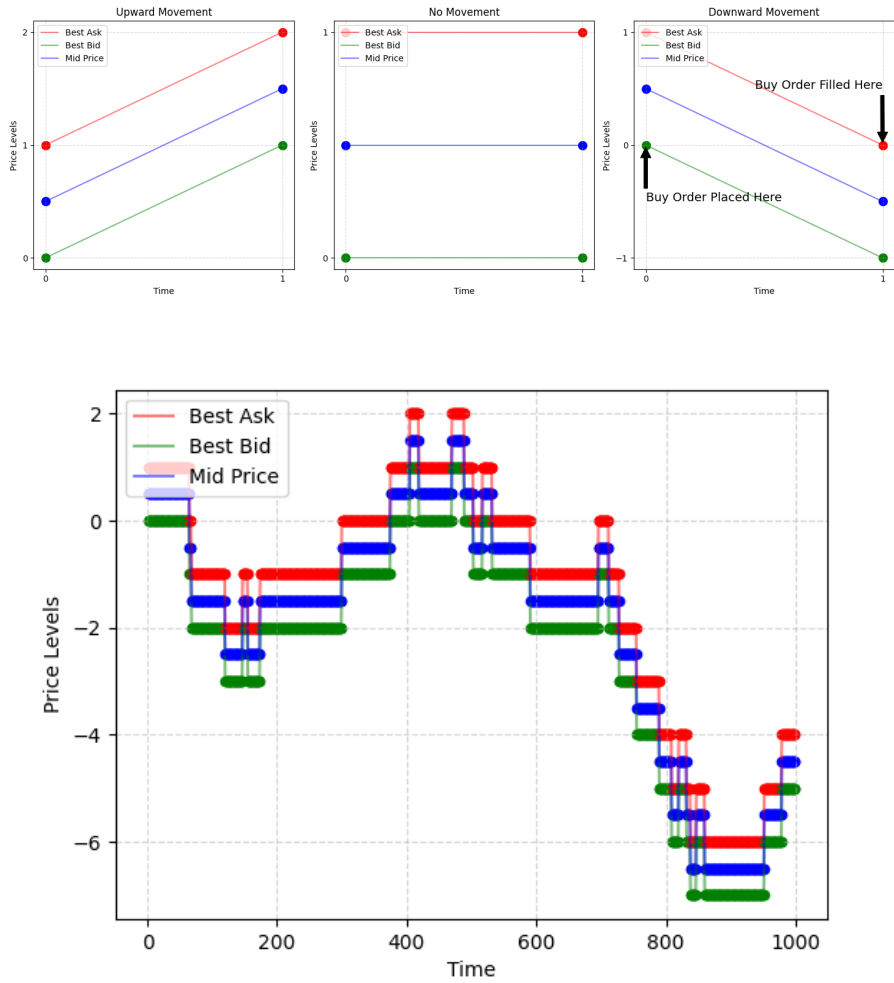 Upward Movement
Best Ask
Best Bid
Mid Price
Price Levels
2
1
0
0
1
Time
No Movement
Best Ask
Best Bid
Mid Price
Price Levels
1
1
0
0
1
Time
Downward Movement
Best Ask
Best Bid
Mid Price
Buy Order Filled Here
Buy Order Placed Here
Price Levels
1
0
−1
0
1
Time
Best Ask
Best Bid
Mid Price
Price Levels
2
0
−2
−4
−6
0
200
400
600
800
1000
Time